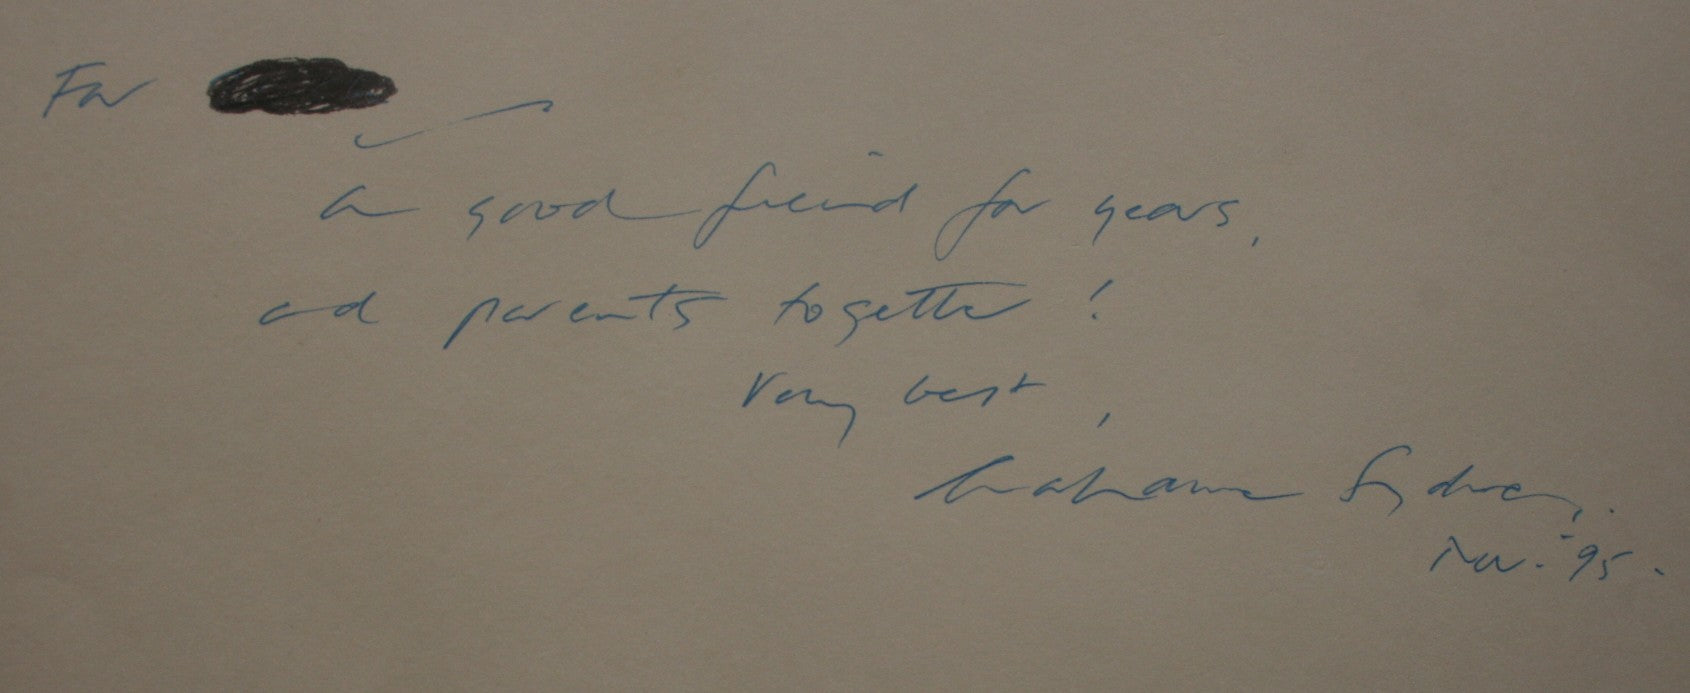 For
a good friend for years,
and parents together!
Very best,
Grahame Sydney.
Nov. '95.